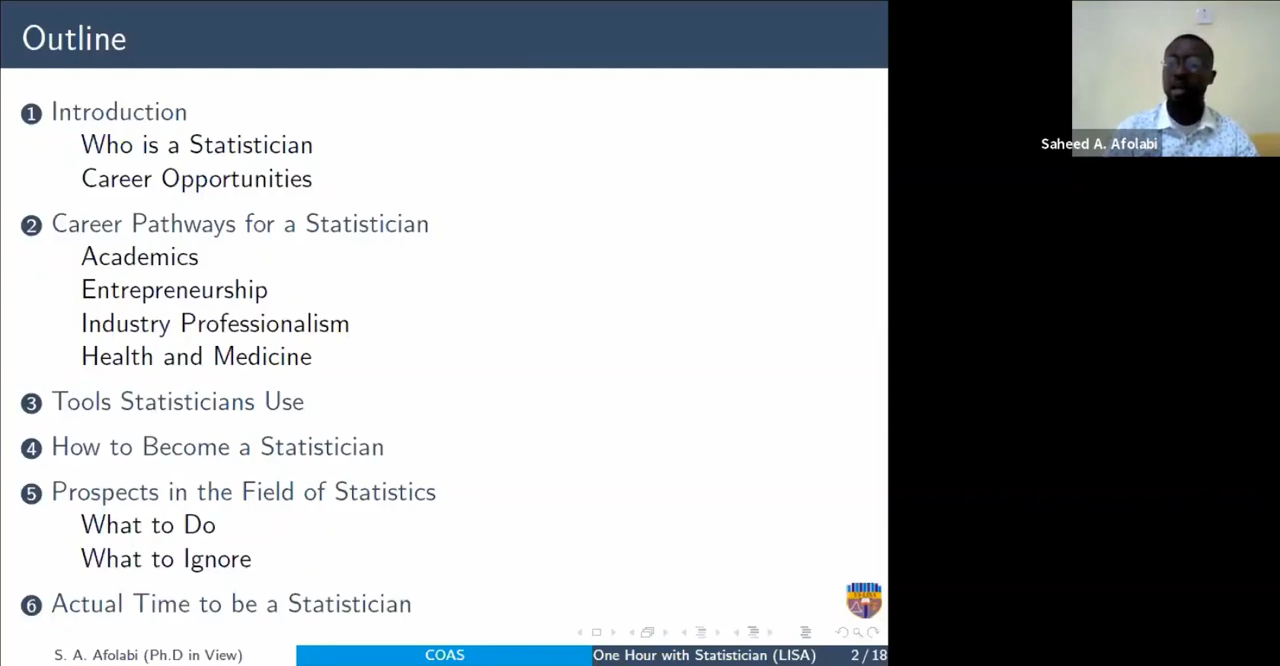 Outline
1 Introduction
Who is a Statistician
Career Opportunities
2 Career Pathways for a Statistician
Academics
Entrepreneurship
Industry Professionalism
Health and Medicine
3 Tools Statisticians Use
4 How to Become a Statistician
5 Prospects in the Field of Statistics
What to Do
What to Ignore
6 Actual Time to be a Statistician
S. A. Afolabi (Ph.D in View)
COAS
One Hour with Statistician (LISA)
2 / 18
Saheed A. Afolabi